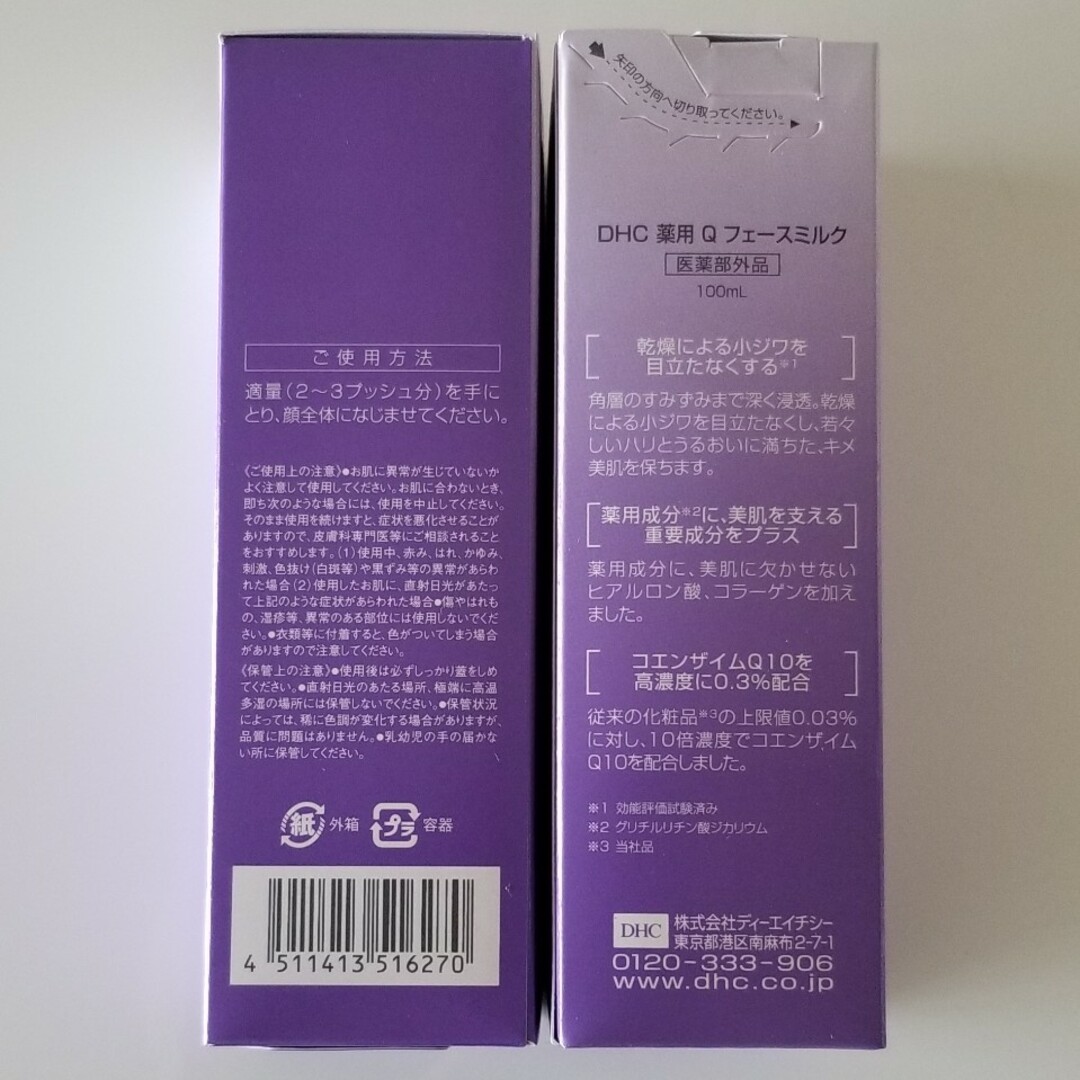 ご使用方法
適量(2〜3プッシュ分)を手に
とり、顔全体になじませてください。
《ご使用上の注意》●お肌に異常が生じていないか
よく注意して使用してください。お肌に合わないとき、
即ち次のような場合には、使用を中止してください。
そのまま使用を続けますと、症状を悪化させることが
ありますので、皮膚科専門医等にご相談されること
をおすすめします。(1)使用中、赤み、はれ、かゆみ、
刺激、色抜け(白斑等)や黒ずみ等の異常があらわ
れた場合(2)使用したお肌に、直射日光があたっ
て上記のような症状があらわれた場合●傷やはれも
の、湿疹等、異常のある部位には使用しないでくだ
さい。●衣類等に付着すると、色がついてしまう場合
がありますので注意してください。
《保管上の注意》●使用後は必ずしっかり蓋をしめ
てください。●直射日光のあたる場所、極端に高温
多湿の場所には保管しないでください。●保管状況
によっては、稀に色調が変化する場合がありますが、
品質に問題はありません。●乳幼児の手の届かな
い所に保管してください。
紙 外箱 プラ 容器
4 511413 516270
矢印の方向へ切り取ってください。
DHC 薬用 Q フェースミルク
医薬部外品
100mL
乾燥による小ジワを
目立たなくする※1
角層のすみずみまで深く浸透。乾燥
による小ジワを目立たなくし、若々
しいハリとうるおいに満ちた、キメ
美肌を保ちます。
薬用成分※2に、美肌を支える
重要成分をプラス
薬用成分に、美肌に欠かせない
ヒアルロン酸、コラーゲンを加え
ました。
コエンザイムQ10を
高濃度に0.3%配合
従来の化粧品※3の上限値0.03%
に対し、10倍濃度でコエンザイム
Q10を配合しました。
※1 効能評価試験済み
※2 グリチルリチン酸ジカリウム
※3 当社品
DHC 株式会社ディーエイチシー
東京都港区南麻布2-7-1
0120-333-906
www.dhc.co.jp